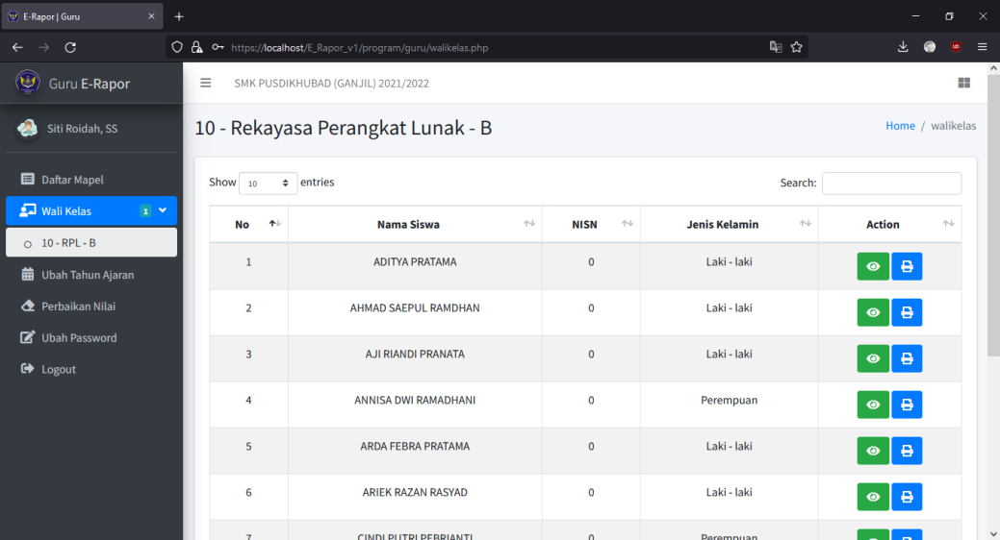 E-Rapor | Guru
https://localhost/E_Rapor_v1/program/guru/walikelas.php
Guru E-Rapor
SMK PUSDIKHUBAD (GANJIL) 2021/2022
Siti Roidah, SS
10 - Rekayasa Perangkat Lunak - B
Home / walikelas
Daftar Mapel
Wali Kelas 1
10 - RPL - B
Ubah Tahun Ajaran
Perbaikan Nilai
Ubah Password
Logout
Show 10 entries
Search:
No Nama Siswa NISN Jenis Kelamin Action
1 ADITYA PRATAMA 0 Laki - laki
2 AHMAD SAEPUL RAMDHAN 0 Laki - laki
3 AJI RIANDI PRANATA 0 Laki - laki
4 ANNISA DWI RAMADHANI 0 Perempuan
5 ARDA FEBRA PRATAMA 0 Laki - laki
6 ARIEK RAZAN RASYAD 0 Laki - laki
7 CINDI PUTRI PEBRIANTI 0 Perempuan